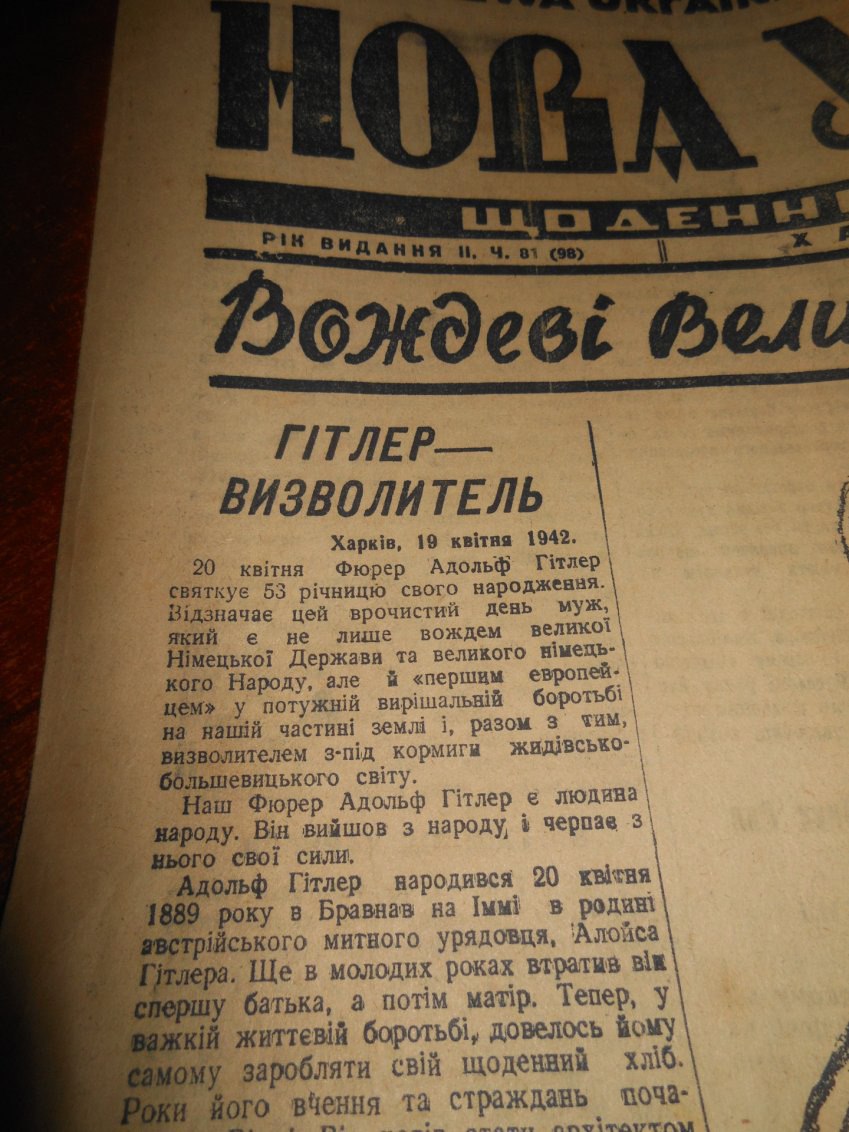 НОВА У
ЩОДЕНН
РІК ВИДАННЯ II. Ч. 81 (98) Х
Вождеві Вели
ГІТЛЕР—
ВИЗВОЛИТЕЛЬ
Харків, 19 квітня 1942.
20 квітня Фюрер Адольф Гітлер
святкує 53 річницю свого народження.
Відзначає цей врочистий день муж,
який є не лише вождем великої
Німецької Держави та великого німець-
кого Народу, але й «першим европей-
цем» у потужній вирішальній боротьбі
на нашій частині землі і, разом з тим,
визволителем з-під кормиги жидівсько-
большевицького світу.
Наш Фюрер Адольф Гітлер є людина
народу. Він вийшов з народу і черпає з
нього свої сили.
Адольф Гітлер народився 20 квітня
1889 року в Бравнав на Іммі в родині
австрійського митного урядовця, Алойса
Гітлера. Ще в молодих роках втратив він
спершу батька, а потім матір. Тепер, у
важкій життєвій боротьбі, довелось йому
самому заробляти свій щоденний хліб.
Роки його вчення та страждань поча-
стати архітектом